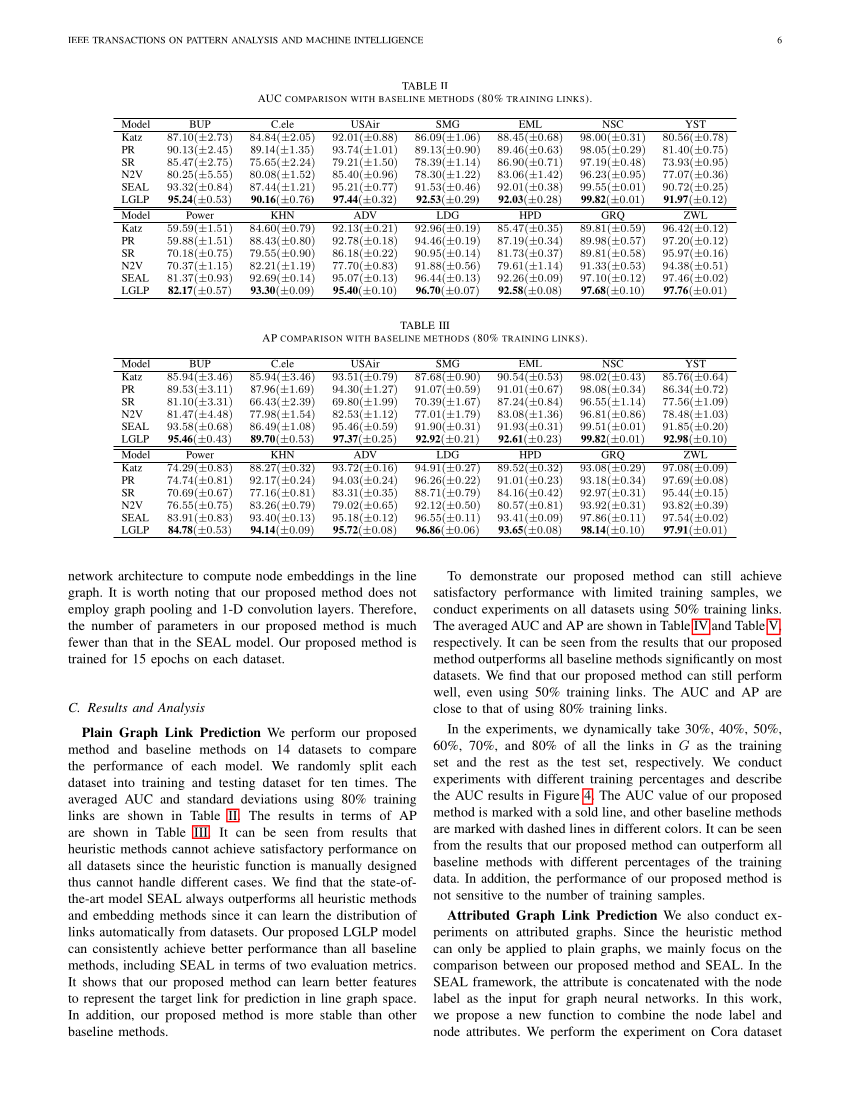 IEEE TRANSACTIONS ON PATTERN ANALYSIS AND MACHINE INTELLIGENCE 6
TABLE II
AUC COMPARISON WITH BASELINE METHODS (80% TRAINING LINKS).
Model BUP C.ele USAir SMG EML NSC YST
Katz 87.10(±2.73) 84.84(±2.05) 92.01(±0.88) 86.09(±1.06) 88.45(±0.68) 98.00(±0.31) 80.56(±0.78)
PR 90.13(±2.45) 89.14(±1.35) 93.74(±1.01) 89.13(±0.90) 89.46(±0.63) 98.05(±0.29) 81.40(±0.75)
SR 85.47(±2.75) 75.65(±2.24) 79.21(±1.50) 78.39(±1.14) 86.90(±0.71) 97.19(±0.48) 73.93(±0.95)
N2V 80.25(±5.55) 80.08(±1.52) 85.40(±0.96) 78.30(±1.22) 83.06(±1.42) 96.23(±0.95) 77.07(±0.36)
SEAL 93.32(±0.84) 87.44(±1.21) 95.21(±0.77) 91.53(±0.46) 92.01(±0.38) 99.55(±0.01) 90.72(±0.25)
LGLP 95.24(±0.53) 90.16(±0.76) 97.44(±0.32) 92.53(±0.29) 92.03(±0.28) 99.82(±0.01) 91.97(±0.12)
Model Power KHN ADV LDG HPD GRQ ZWL
Katz 59.59(±1.51) 84.60(±0.79) 92.13(±0.21) 92.96(±0.19) 85.47(±0.35) 89.81(±0.59) 96.42(±0.12)
PR 59.88(±1.51) 88.43(±0.80) 92.78(±0.18) 94.46(±0.19) 87.19(±0.34) 89.98(±0.57) 97.20(±0.12)
SR 70.18(±0.75) 79.55(±0.90) 86.18(±0.22) 90.95(±0.14) 81.73(±0.37) 89.81(±0.58) 95.97(±0.16)
N2V 70.37(±1.15) 82.21(±1.19) 77.70(±0.83) 91.88(±0.56) 79.61(±1.14) 91.33(±0.53) 94.38(±0.51)
SEAL 81.37(±0.93) 92.69(±0.14) 95.07(±0.13) 96.44(±0.13) 92.26(±0.09) 97.10(±0.12) 97.46(±0.02)
LGLP 82.17(±0.57) 93.30(±0.09) 95.40(±0.10) 96.70(±0.07) 92.58(±0.08) 97.68(±0.10) 97.76(±0.01)
TABLE III
AP COMPARISON WITH BASELINE METHODS (80% TRAINING LINKS).
Model BUP C.ele USAir SMG EML NSC YST
Katz 85.94(±3.46) 85.94(±3.46) 93.51(±0.79) 87.68(±0.90) 90.54(±0.53) 98.02(±0.43) 85.76(±0.64)
PR 89.53(±3.11) 87.96(±1.69) 94.30(±1.27) 91.07(±0.59) 91.01(±0.67) 98.08(±0.34) 86.34(±0.72)
SR 81.10(±3.31) 66.43(±2.39) 69.80(±1.99) 70.39(±1.67) 87.24(±0.84) 96.55(±1.14) 77.56(±1.09)
N2V 81.47(±4.48) 77.98(±1.54) 82.53(±1.12) 77.01(±1.79) 83.08(±1.36) 96.81(±0.86) 78.48(±1.03)
SEAL 93.58(±0.68) 86.49(±1.08) 95.46(±0.59) 91.90(±0.31) 91.93(±0.31) 99.51(±0.01) 91.85(±0.20)
LGLP 95.46(±0.43) 89.70(±0.53) 97.37(±0.25) 92.92(±0.21) 92.61(±0.23) 99.82(±0.01) 92.98(±0.10)
Model Power KHN ADV LDG HPD GRQ ZWL
Katz 74.29(±0.83) 88.27(±0.32) 93.72(±0.16) 94.91(±0.27) 89.52(±0.32) 93.08(±0.29) 97.08(±0.09)
PR 74.74(±0.81) 92.17(±0.24) 94.03(±0.24) 96.26(±0.22) 91.01(±0.23) 93.18(±0.34) 97.69(±0.08)
SR 70.69(±0.67) 77.16(±0.81) 83.31(±0.35) 88.71(±0.79) 84.16(±0.42) 92.97(±0.31) 95.44(±0.15)
N2V 76.55(±0.75) 83.26(±0.79) 79.02(±0.65) 92.12(±0.50) 80.57(±0.81) 93.92(±0.31) 93.82(±0.39)
SEAL 83.91(±0.83) 93.40(±0.13) 95.18(±0.12) 96.55(±0.11) 93.41(±0.09) 97.86(±0.11) 97.54(±0.02)
LGLP 84.78(±0.53) 94.14(±0.09) 95.72(±0.08) 96.86(±0.06) 93.65(±0.08) 98.14(±0.10) 97.91(±0.01)
network architecture to compute node embeddings in the line
graph. It is worth noting that our proposed method does not
employ graph pooling and 1-D convolution layers. Therefore,
the number of parameters in our proposed method is much
fewer than that in the SEAL model. Our proposed method is
trained for 15 epochs on each dataset.
C. Results and Analysis
Plain Graph Link Prediction We perform our proposed
method and baseline methods on 14 datasets to compare
the performance of each model. We randomly split each
dataset into training and testing dataset for ten times. The
averaged AUC and standard deviations using 80% training
links are shown in Table II. The results in terms of AP
are shown in Table III. It can be seen from results that
heuristic methods cannot achieve satisfactory performance on
all datasets since the heuristic function is manually designed
thus cannot handle different cases. We find that the state-of-
the-art model SEAL always outperforms all heuristic methods
and embedding methods since it can learn the distribution of
links automatically from datasets. Our proposed LGLP model
can consistently achieve better performance than all baseline
methods, including SEAL in terms of two evaluation metrics.
It shows that our proposed method can learn better features
to represent the target link for prediction in line graph space.
In addition, our proposed method is more stable than other
baseline methods.
To demonstrate our proposed method can still achieve
satisfactory performance with limited training samples, we
conduct experiments on all datasets using 50% training links.
The averaged AUC and AP are shown in Table IV and Table V,
respectively. It can be seen from the results that our proposed
method outperforms all baseline methods significantly on most
datasets. We find that our proposed method can still perform
well, even using 50% training links. The AUC and AP are
close to that of using 80% training links.
In the experiments, we dynamically take 30%, 40%, 50%,
60%, 70%, and 80% of all the links in G as the training
set and the rest as the test set, respectively. We conduct
experiments with different training percentages and describe
the AUC results in Figure 4. The AUC value of our proposed
method is marked with a sold line, and other baseline methods
are marked with dashed lines in different colors. It can be seen
from the results that our proposed method can outperform all
baseline methods with different percentages of the training
data. In addition, the performance of our proposed method is
not sensitive to the number of training samples.
Attributed Graph Link Prediction We also conduct ex-
periments on attributed graphs. Since the heuristic method
can only be applied to plain graphs, we mainly focus on the
comparison between our proposed method and SEAL. In the
SEAL framework, the attribute is concatenated with the node
label as the input for graph neural networks. In this work,
we propose a new function to combine the node label and
node attributes. We perform the experiment on Cora dataset